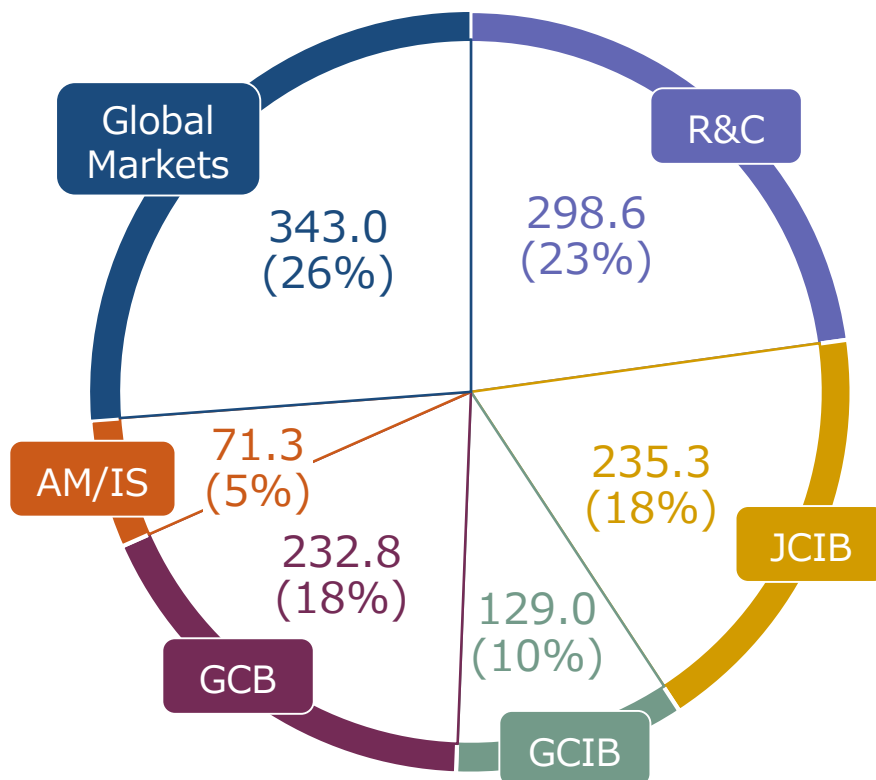 Global
Markets
R&C
343.0
(26%)
298.6
(23%)
AM/IS
71.3
(5%)
235.3
(18%)
JCIB
232.8
(18%)
129.0
(10%)
GCB
GCIB